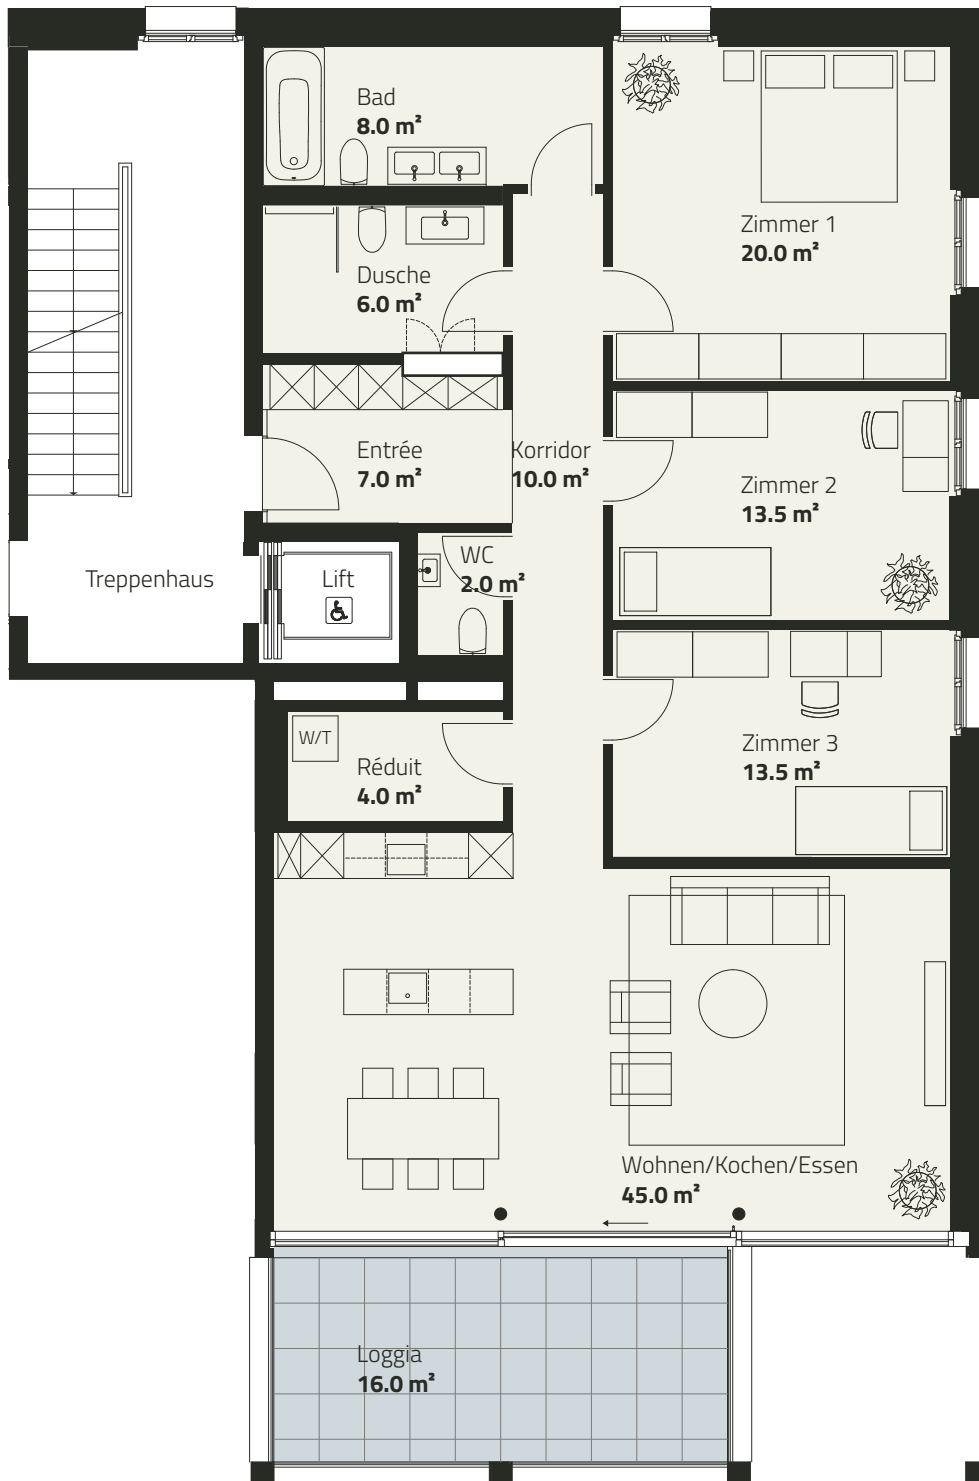 Bad
8.0 m²
Zimmer 1
20.0 m²
Dusche
6.0 m²
Entrée
7.0 m²
Korridor
10.0 m²
Zimmer 2
13.5 m²
WC
2.0 m²
Treppenhaus
Lift
W/T
Réduit
4.0 m²
Zimmer 3
13.5 m²
Wohnen/Kochen/Essen
45.0 m²
Loggia
16.0 m²